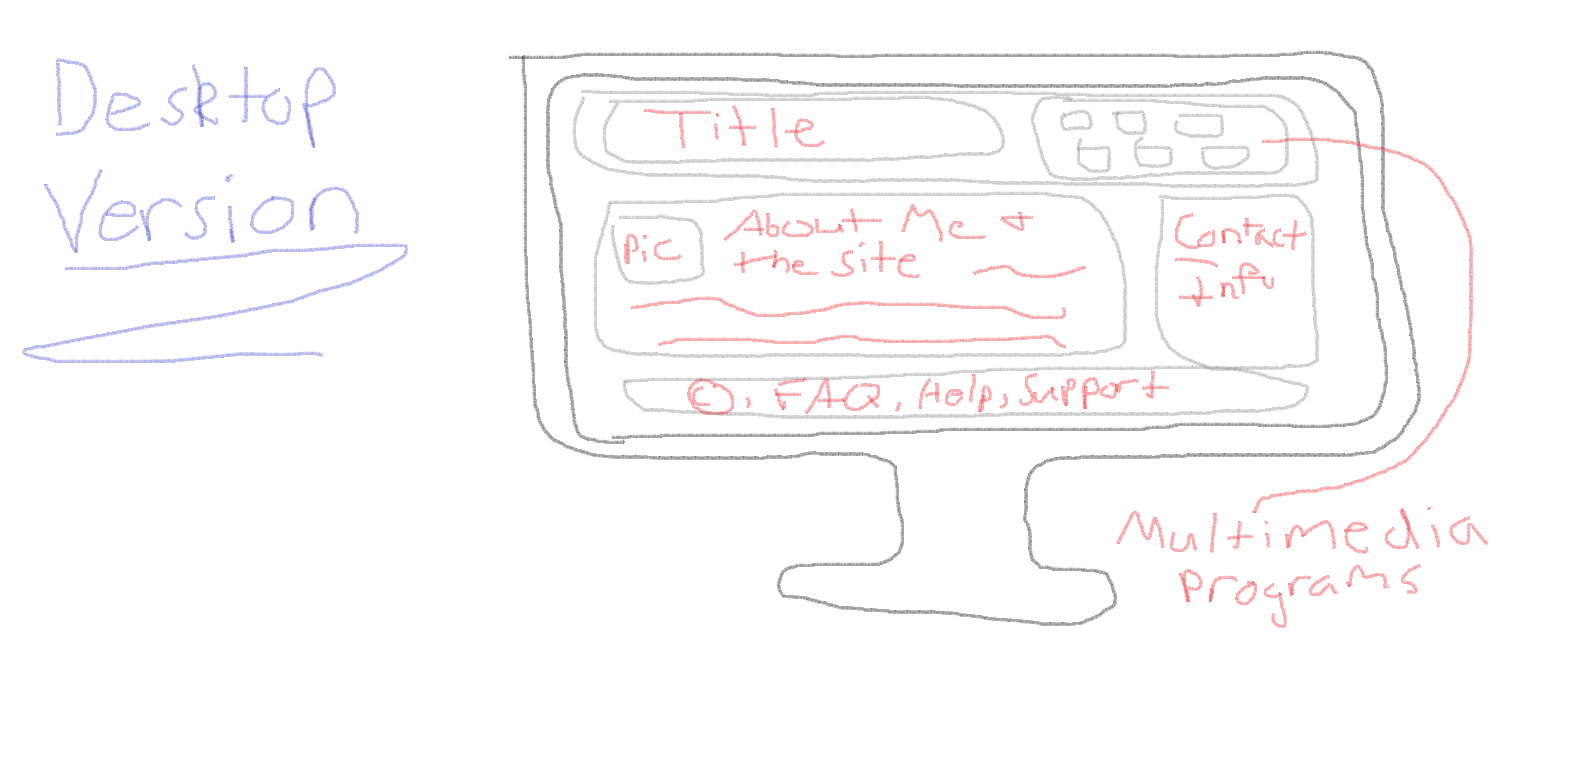 Desktop
Version
Title
Pic
About Me +
the site
Contact
Info
©, FAQ, Help, Support
Multimedia
Programs